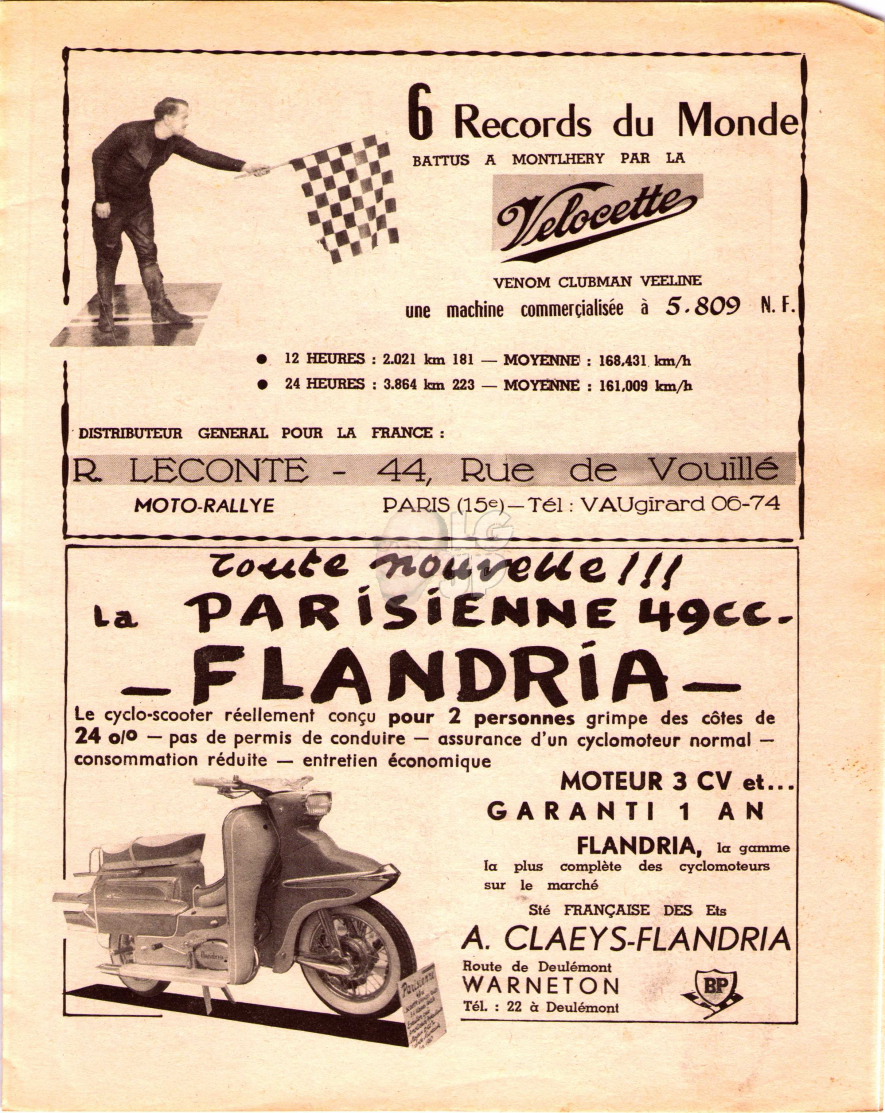 6 Records du Monde
BATTUS A MONTLHERY PAR LA
Velocette
VENOM CLUBMAN VEELINE
une machine commerçialisée à 5.809 N.F.
● 12 HEURES : 2.021 km 181 — MOYENNE : 168,431 km/h
● 24 HEURES : 3.864 km 223 — MOYENNE : 161,009 km/h
DISTRIBUTEUR GENERAL POUR LA FRANCE :
R. LECONTE - 44, Rue de Vouillé
MOTO-RALLYE PARIS (15e) — Tél : VAUgirard 06-74
toute nouvelle !!!
La PARISIENNE 49cc.
— FLANDRIA —
Le cyclo-scooter réellement conçu pour 2 personnes grimpe des côtes de
24 o/o — pas de permis de conduire — assurance d'un cyclomoteur normal —
consommation réduite — entretien économique
MOTEUR 3 CV et...
GARANTI 1 AN
FLANDRIA, la gamme
la plus complète des cyclomoteurs
sur le marché
Sté FRANÇAISE DES Ets
A. CLAEYS-FLANDRIA
Route de Deulémont
WARNETON
Tél. : 22 à Deulémont
BP
Flandria
Parisienne